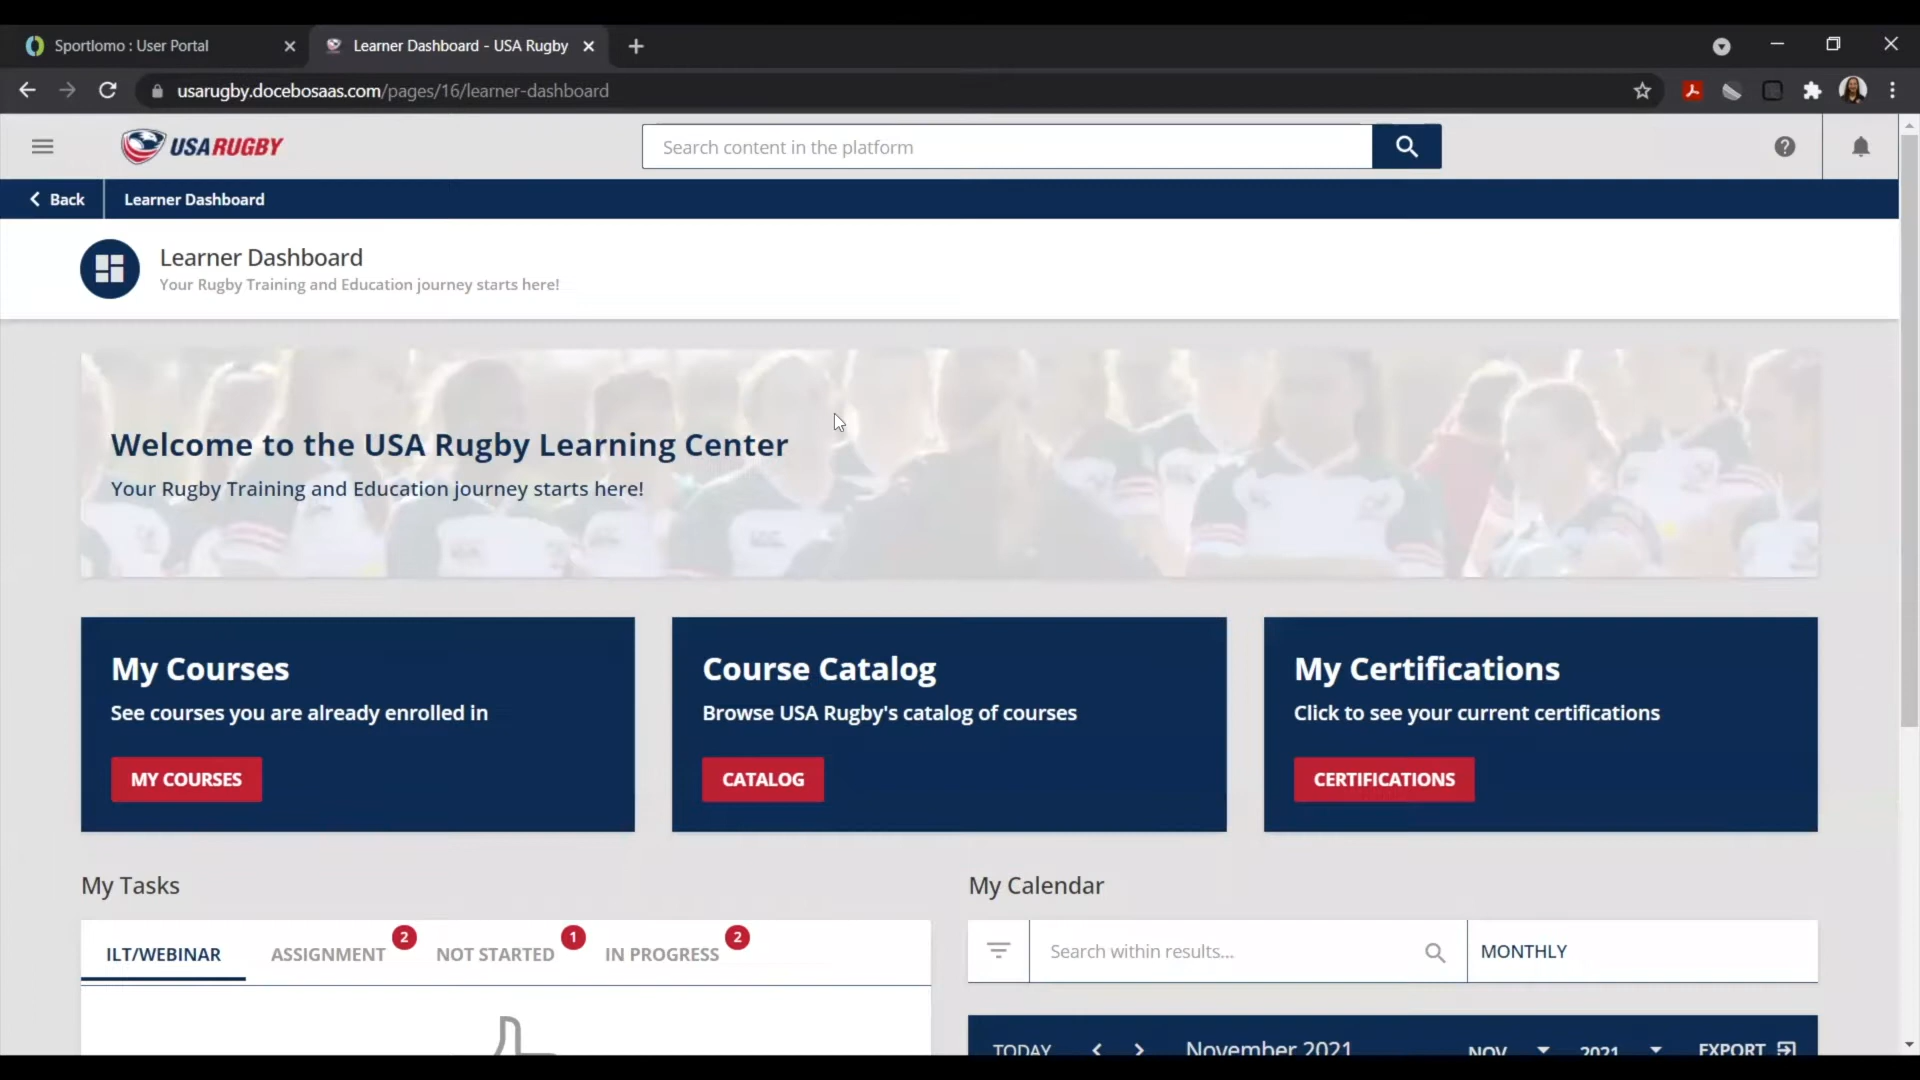 Sportlomo : User Portal
Learner Dashboard - USA Rugby
usarugby.docebosaas.com/pages/16/learner-dashboard
USA RUGBY
Search content in the platform
Back
Learner Dashboard
Learner Dashboard
Your Rugby Training and Education journey starts here!
Welcome to the USA Rugby Learning Center
Your Rugby Training and Education journey starts here!
My Courses
See courses you are already enrolled in
MY COURSES
Course Catalog
Browse USA Rugby's catalog of courses
CATALOG
My Certifications
Click to see your current certifications
CERTIFICATIONS
My Tasks
ILT/WEBINAR
ASSIGNMENT 2
NOT STARTED 1
IN PROGRESS 2
My Calendar
Search within results...
MONTHLY
TODAY
November 2021
NOV
2021
EXPORT